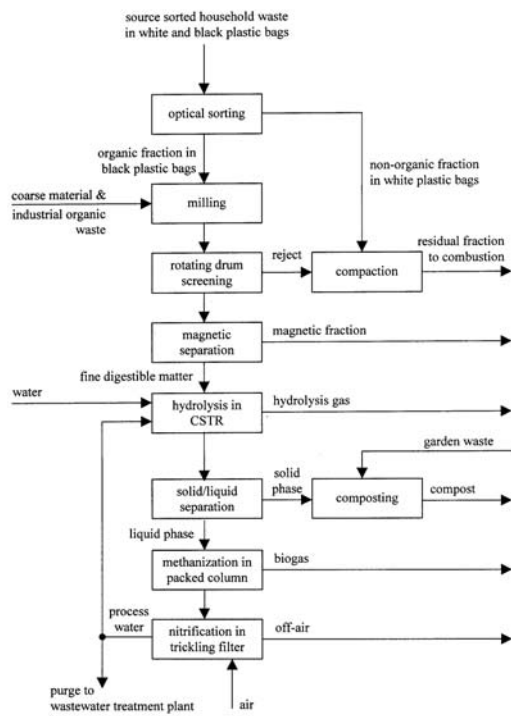 source sorted household waste
in white and black plastic bags
optical sorting
organic fraction in
black plastic bags
non-organic fraction
in white plastic bags
coarse material &
industrial organic
waste
milling
rotating drum
screening
reject
compaction
residual fraction
to combustion
magnetic
separation
magnetic fraction
fine digestible matter
water
hydrolysis in
CSTR
hydrolysis gas
garden waste
solid/liquid
separation
solid
phase
composting
compost
liquid phase
methanization in
packed column
biogas
process
water
nitrification in
trickling filter
off-air
purge to
wastewater treatment plant
air